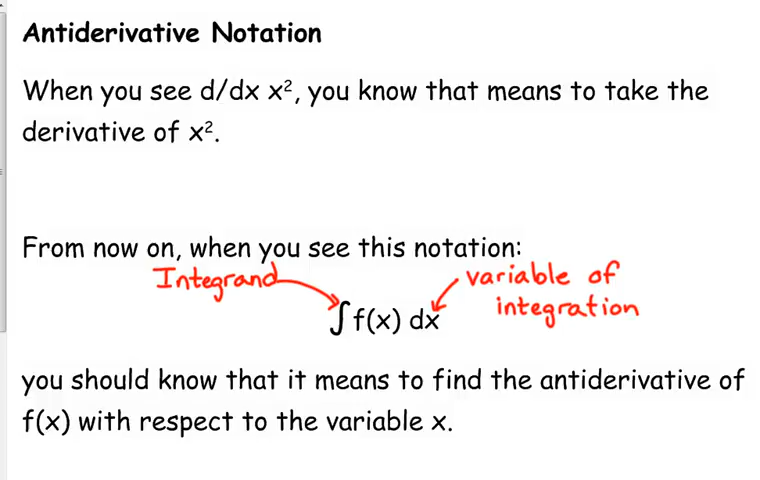 Antiderivative Notation
When you see d/dx x², you know that means to take the
derivative of x².
From now on, when you see this notation:
Integrand
variable of
integration
∫f(x) dx
you should know that it means to find the antiderivative of
f(x) with respect to the variable x.